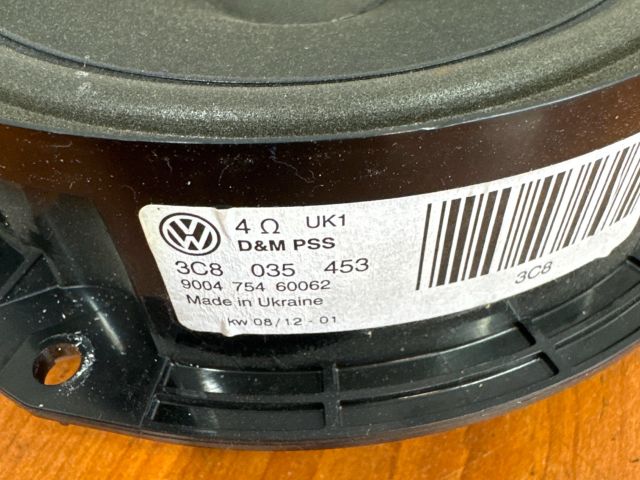 4 Ω UK1
D&M PSS
3C8 035 453
9004 754 60062
Made in Ukraine
kw 08/12 - 01
3C8